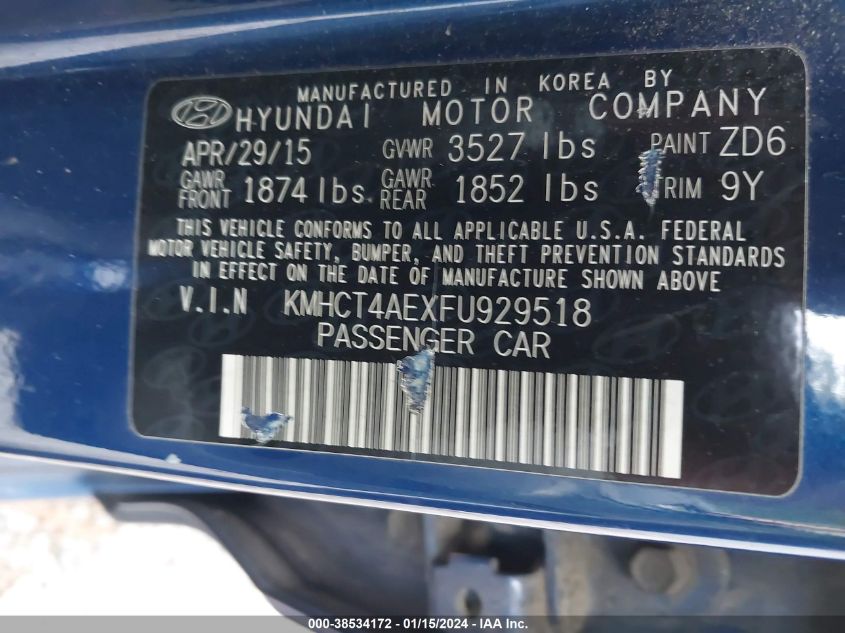 MANUFACTURED IN KOREA BY
HYUNDAI MOTOR COMPANY
APR/29/15 GVWR 3527 lbs PAINT ZD6
GAWR FRONT 1874 lbs. GAWR REAR 1852 lbs TRIM 9Y
THIS VEHICLE CONFORMS TO ALL APPLICABLE U.S.A. FEDERAL
MOTOR VEHICLE SAFETY, BUMPER, AND THEFT PREVENTION STANDARDS
IN EFFECT ON THE DATE OF MANUFACTURE SHOWN ABOVE
V.I.N KMHCT4AEXFU929518
PASSENGER CAR
000-38534172 - 01/15/2024 - IAA Inc.